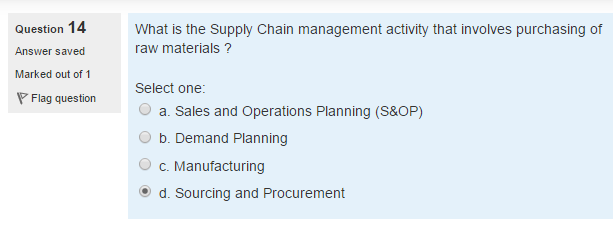 Question 14
Answer saved
Marked out of 1
Flag question
What is the Supply Chain management activity that involves purchasing of
raw materials ?
Select one:
a. Sales and Operations Planning (S&OP)
b. Demand Planning
c. Manufacturing
d. Sourcing and Procurement